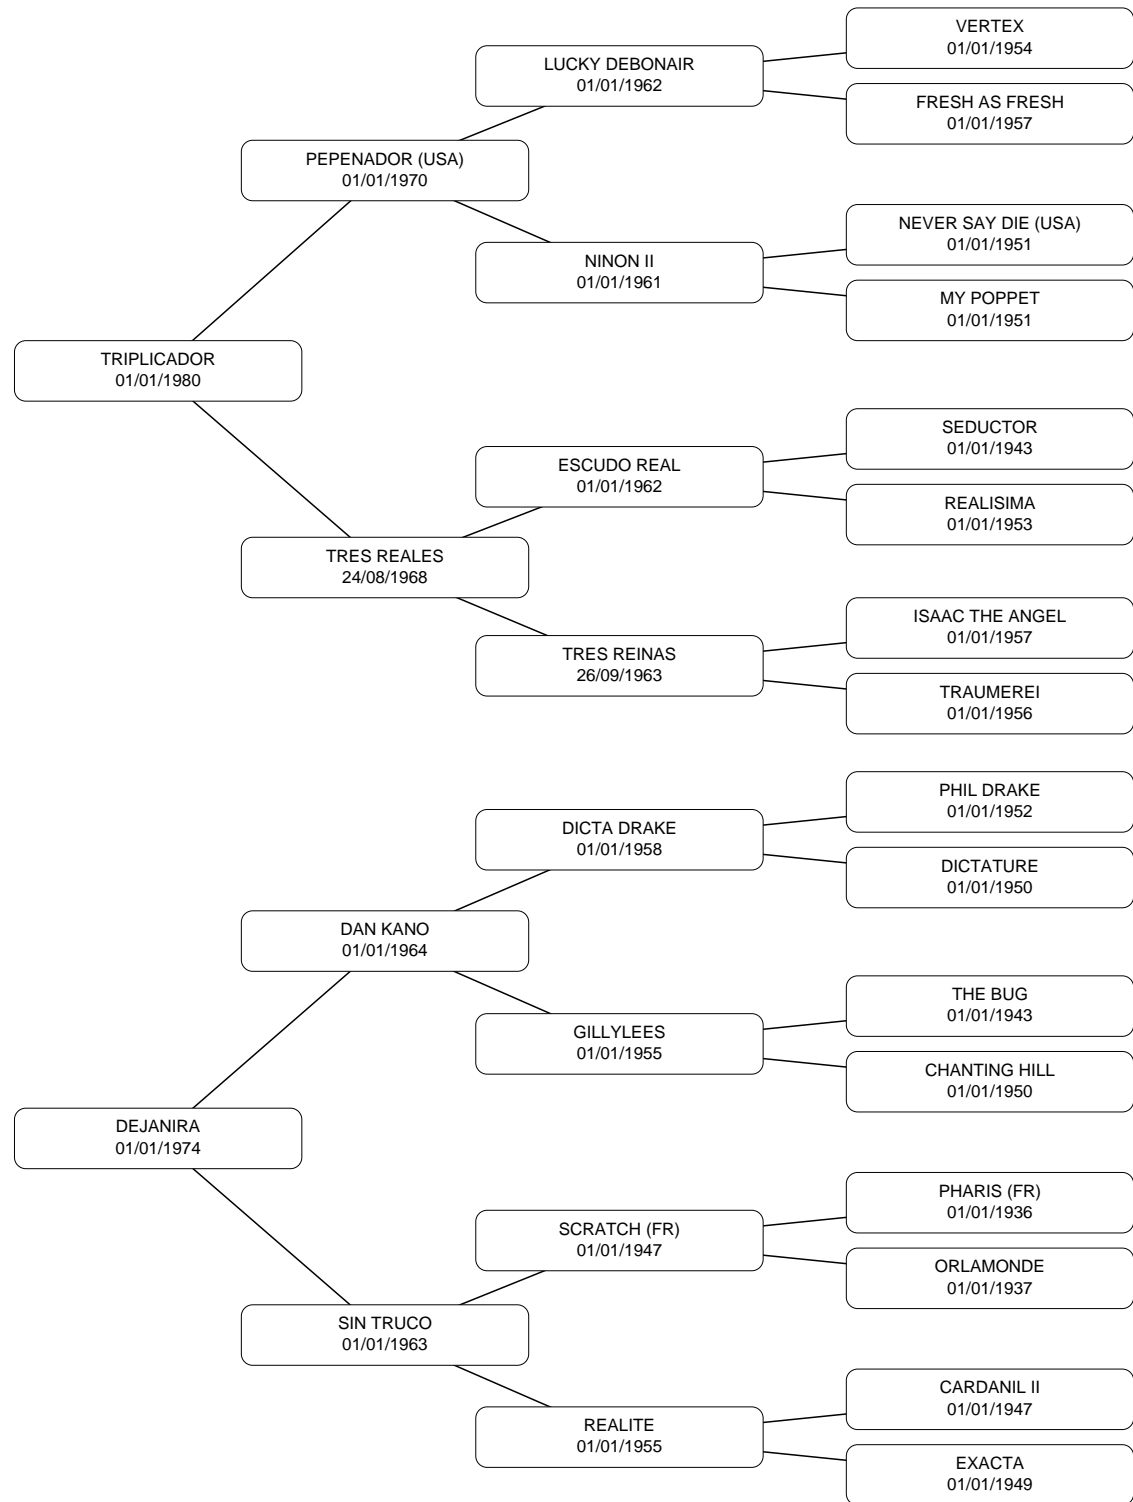 VERTEX
01/01/1954
LUCKY DEBONAIR
01/01/1962
FRESH AS FRESH
01/01/1957
PEPENADOR (USA)
01/01/1970
NEVER SAY DIE (USA)
01/01/1951
NINON II
01/01/1961
MY POPPET
01/01/1951
TRIPLICADOR
01/01/1980
SEDUCTOR
01/01/1943
ESCUDO REAL
01/01/1962
REALISIMA
01/01/1953
TRES REALES
24/08/1968
ISAAC THE ANGEL
01/01/1957
TRES REINAS
26/09/1963
TRAUMEREI
01/01/1956
PHIL DRAKE
01/01/1952
DICTA DRAKE
01/01/1958
DICTATURE
01/01/1950
DAN KANO
01/01/1964
THE BUG
01/01/1943
GILLYLEES
01/01/1955
CHANTING HILL
01/01/1950
DEJANIRA
01/01/1974
PHARIS (FR)
01/01/1936
SCRATCH (FR)
01/01/1947
ORLAMONDE
01/01/1937
SIN TRUCO
01/01/1963
CARDANIL II
01/01/1947
REALITE
01/01/1955
EXACTA
01/01/1949